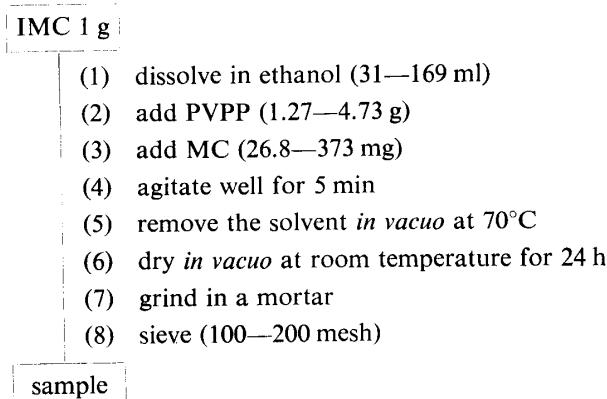 IMC 1 g
(1) dissolve in ethanol (31—169 ml)
(2) add PVPP (1.27—4.73 g)
(3) add MC (26.8—373 mg)
(4) agitate well for 5 min
(5) remove the solvent in vacuo at 70°C
(6) dry in vacuo at room temperature for 24 h
(7) grind in a mortar
(8) sieve (100—200 mesh)
sample